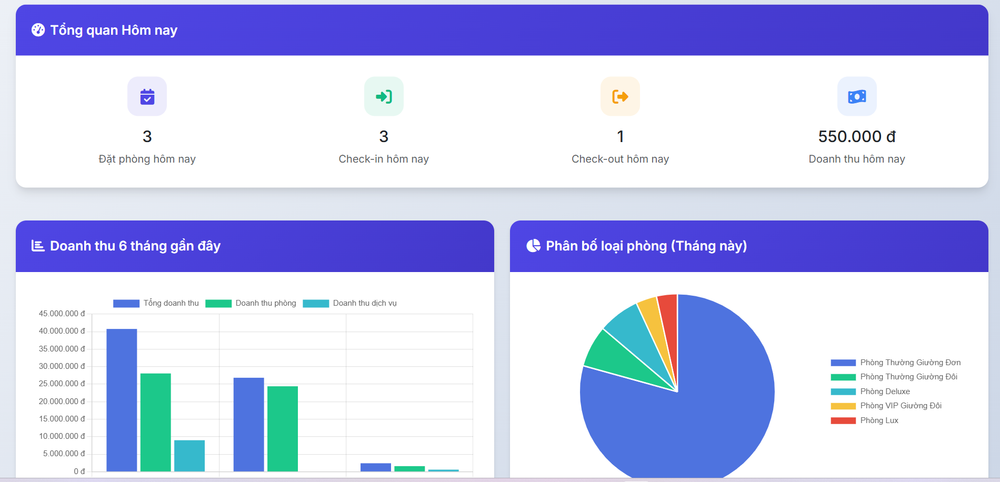 Tổng quan Hôm nay
3
Đặt phòng hôm nay
3
Check-in hôm nay
1
Check-out hôm nay
550.000 đ
Doanh thu hôm nay
Doanh thu 6 tháng gần đây
Tổng doanh thu
Doanh thu phòng
Doanh thu dịch vụ
45.000.000 đ
40.000.000 đ
35.000.000 đ
30.000.000 đ
25.000.000 đ
20.000.000 đ
15.000.000 đ
10.000.000 đ
5.000.000 đ
0 đ
Phân bố loại phòng (Tháng này)
Phòng Thường Giường Đơn
Phòng Thường Giường Đôi
Phòng Deluxe
Phòng VIP Giường Đôi
Phòng Lux